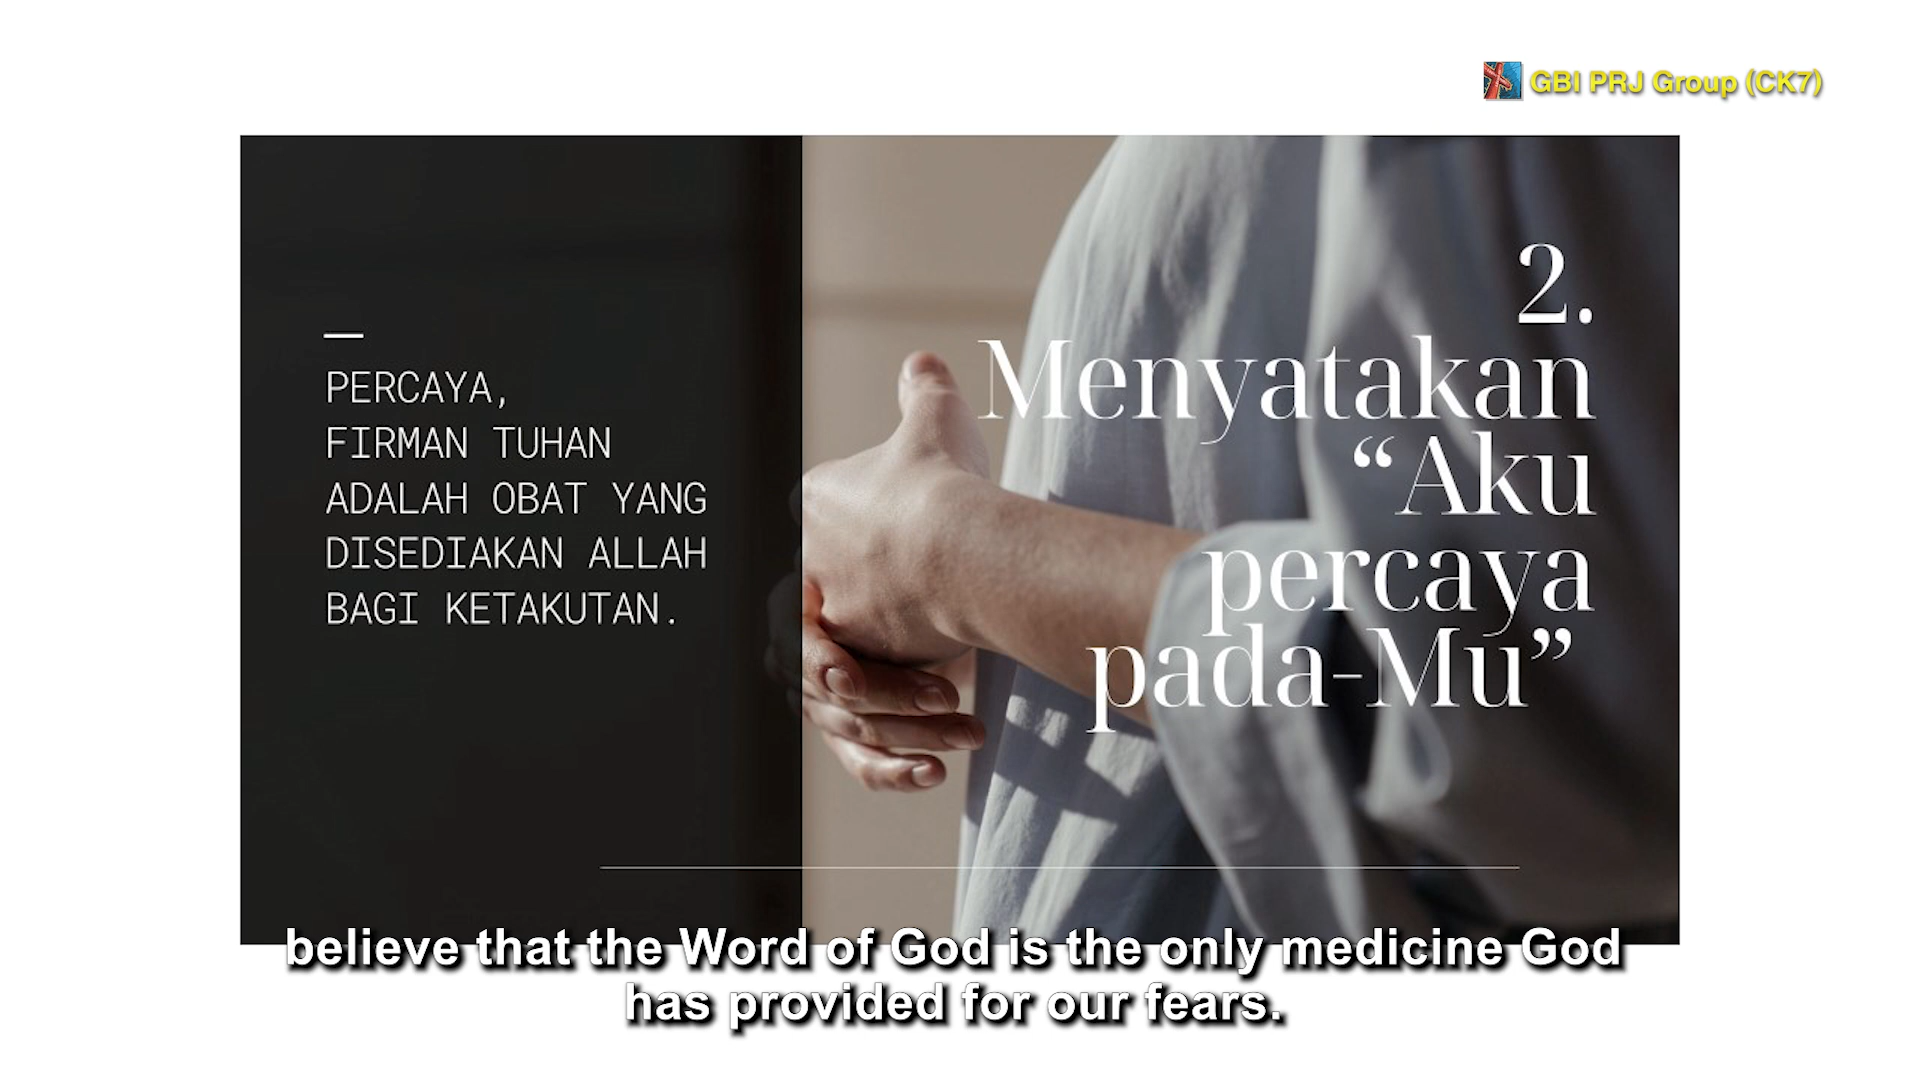 GBI PRJ Group (CK7)
PERCAYA,
FIRMAN TUHAN
ADALAH OBAT YANG
DISEDIAKAN ALLAH
BAGI KETAKUTAN.
2.
Menyatakan
“Aku
percaya
pada-Mu”
believe that the Word of God is the only medicine God
has provided for our fears.